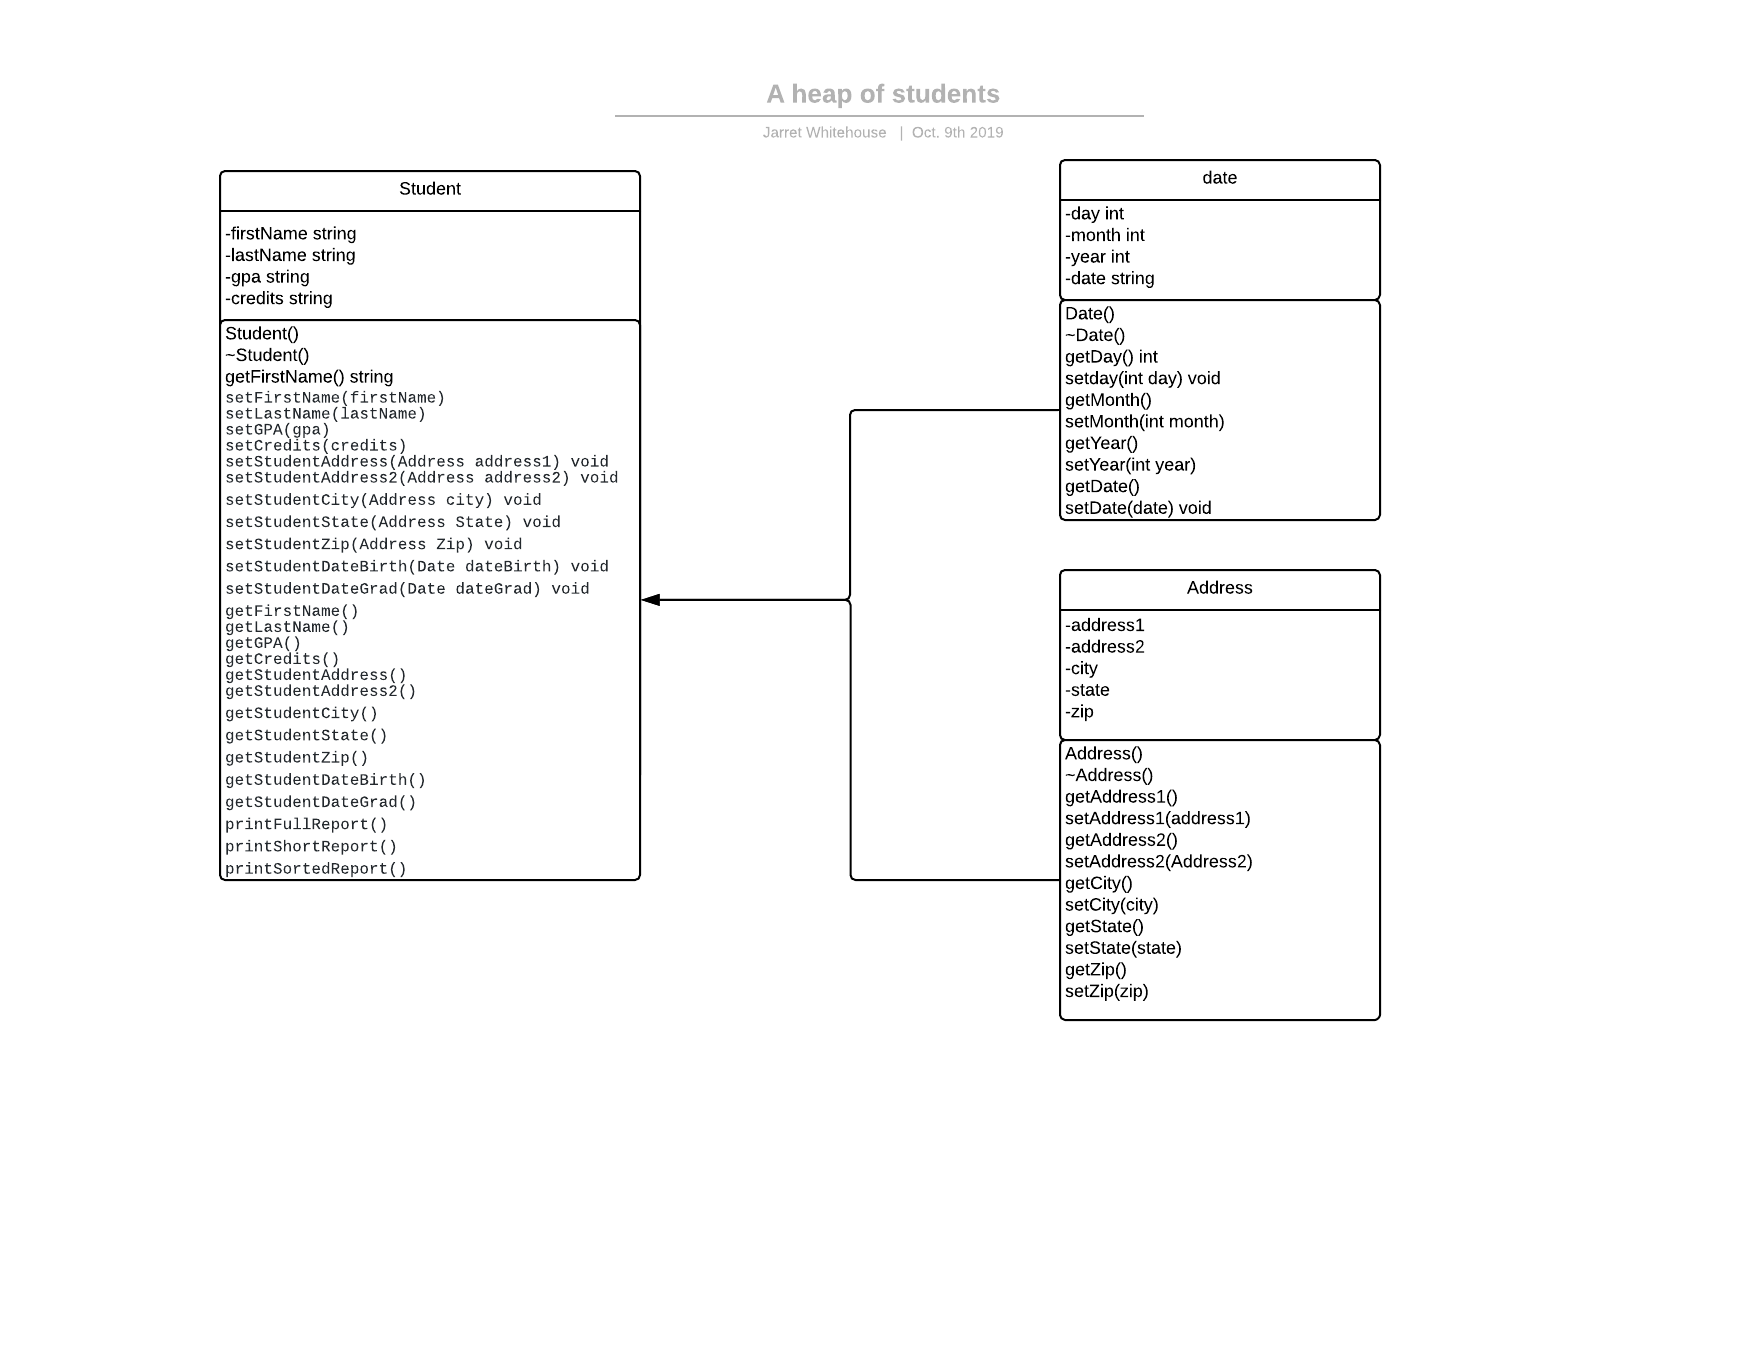 A heap of students
Jarret Whitehouse | Oct. 9th 2019
Student
-firstName string
-lastName string
-gpa string
-credits string
Student()
~Student()
getFirstName() string
setFirstName(firstName)
setLastName(lastName)
setGPA(gpa)
setCredits(credits)
setStudentAddress(Address address1) void
setStudentAddress2(Address address2) void
setStudentCity(Address city) void
setStudentState(Address State) void
setStudentZip(Address Zip) void
setStudentDateBirth(Date dateBirth) void
setStudentDateGrad(Date dateGrad) void
getFirstName()
getLastName()
getGPA()
getCredits()
getStudentAddress()
getStudentAddress2()
getStudentCity()
getStudentState()
getStudentZip()
getStudentDateBirth()
getStudentDateGrad()
printFullReport()
printShortReport()
printSortedReport()
date
-day int
-month int
-year int
-date string
Date()
~Date()
getDay() int
setday(int day) void
getMonth()
setMonth(int month)
getYear()
setYear(int year)
getDate()
setDate(date) void
Address
-address1
-address2
-city
-state
-zip
Address()
~Address()
getAddress1()
setAddress1(address1)
getAddress2()
setAddress2(Address2)
getCity()
setCity(city)
getState()
setState(state)
getZip()
setZip(zip)